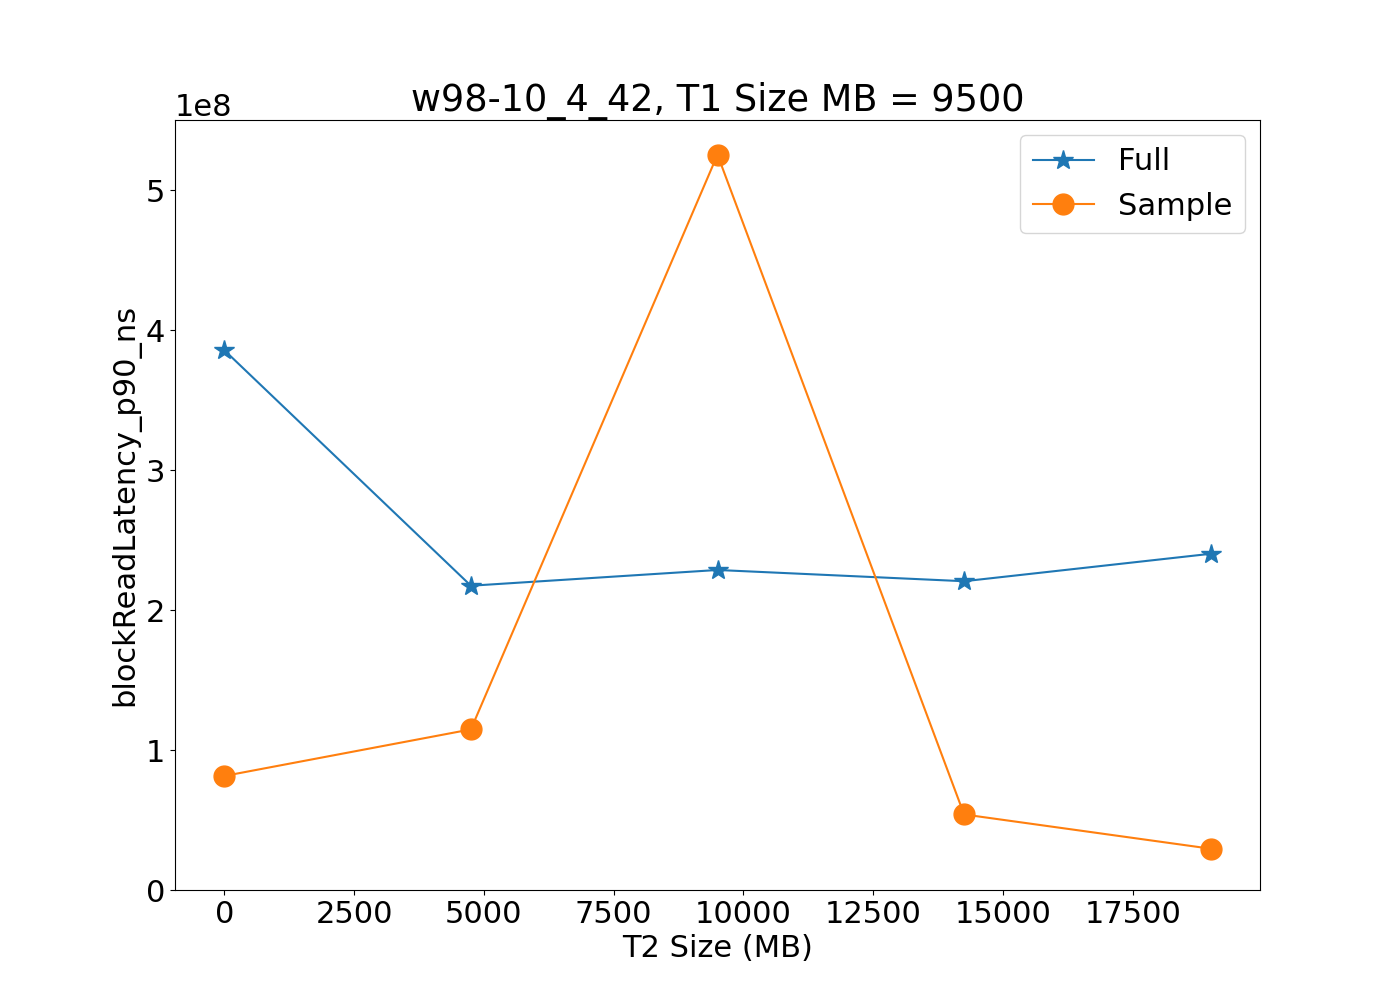 w98-10_4_42, T1 Size MB = 9500
1e8
Full
Sample
5
4
3
2
1
0
blockReadLatency_p90_ns
0 2500 5000 7500 10000 12500 15000 17500
T2 Size (MB)